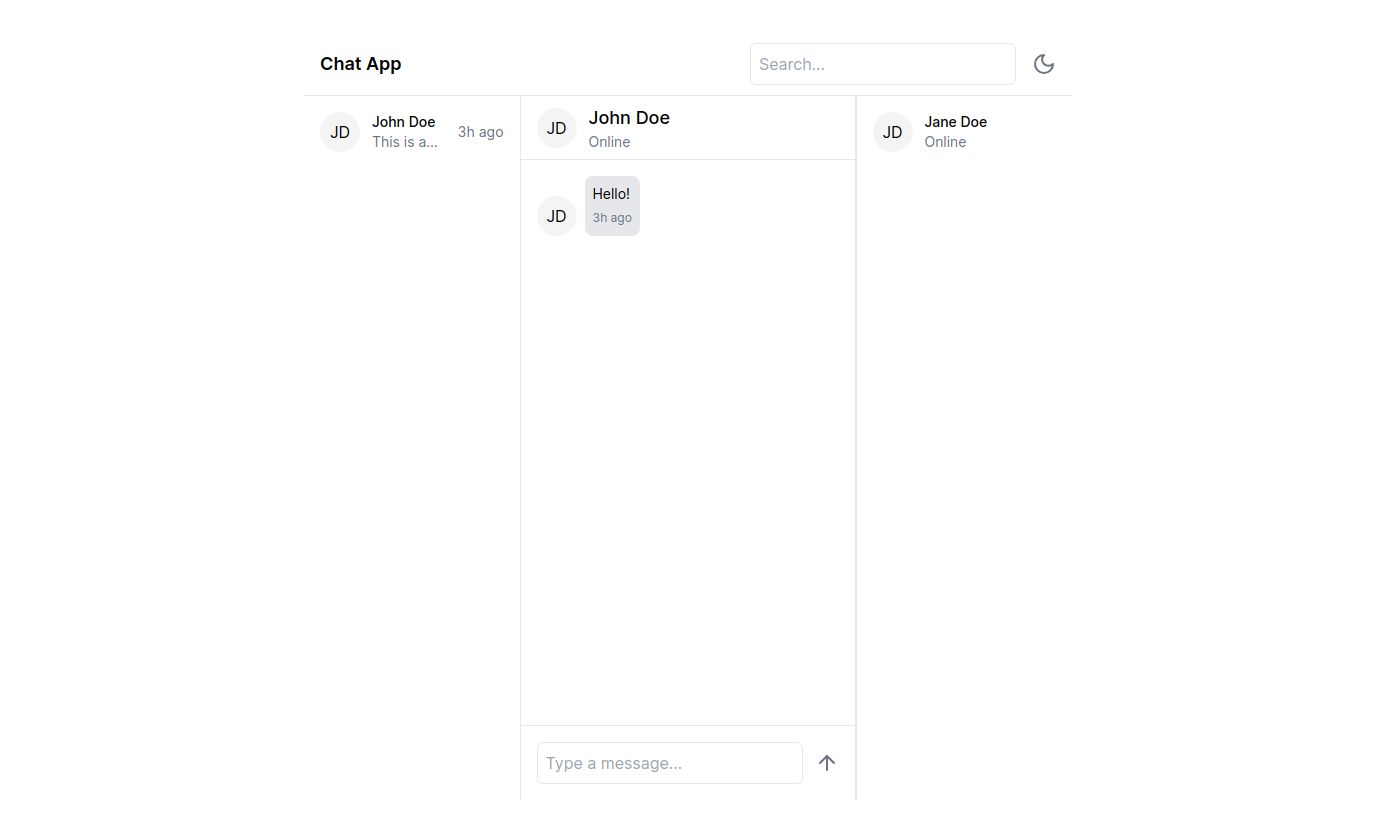 Chat App
Search...
JD
John Doe
This is a...
3h ago
JD
John Doe
Online
JD
Hello!
3h ago
Type a message...
JD
Jane Doe
Online